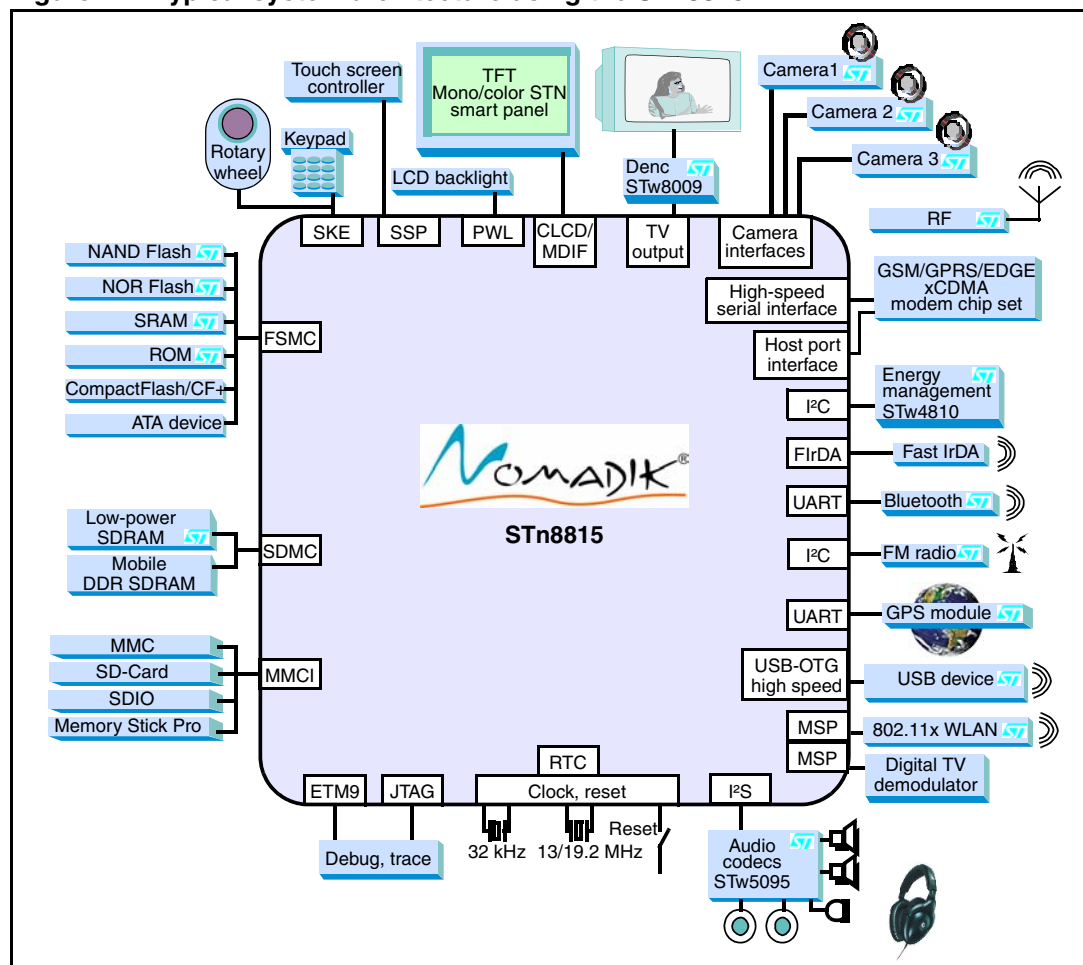 Touch screen
controller
TFT
Mono/color STN
smart panel
Camera1
Camera 2
Camera 3
Rotary
wheel
Keypad
LCD backlight
Denc
STw8009
RF
SKE
SSP
PWL
CLCD/
MDIF
TV
output
Camera
interfaces
NAND Flash
NOR Flash
SRAM
ROM
CompactFlash/CF+
ATA device
FSMC
High-speed
serial interface
GSM/GPRS/EDGE
xCDMA
modem chip set
Host port
interface
I²C
Energy
management
STw4810
FIrDA
Fast IrDA
UART
Bluetooth
I²C
FM radio
UART
GPS module
USB-OTG
high speed
USB device
MSP
802.11x WLAN
MSP
Digital TV
demodulator
NOMADIK®
STn8815
Low-power
SDRAM
Mobile
DDR SDRAM
SDMC
MMC
SD-Card
SDIO
Memory Stick Pro
MMCI
ETM9
JTAG
RTC
Clock, reset
I²S
Debug, trace
32 kHz
13/19.2 MHz
Reset
Audio
codecs
STw5095